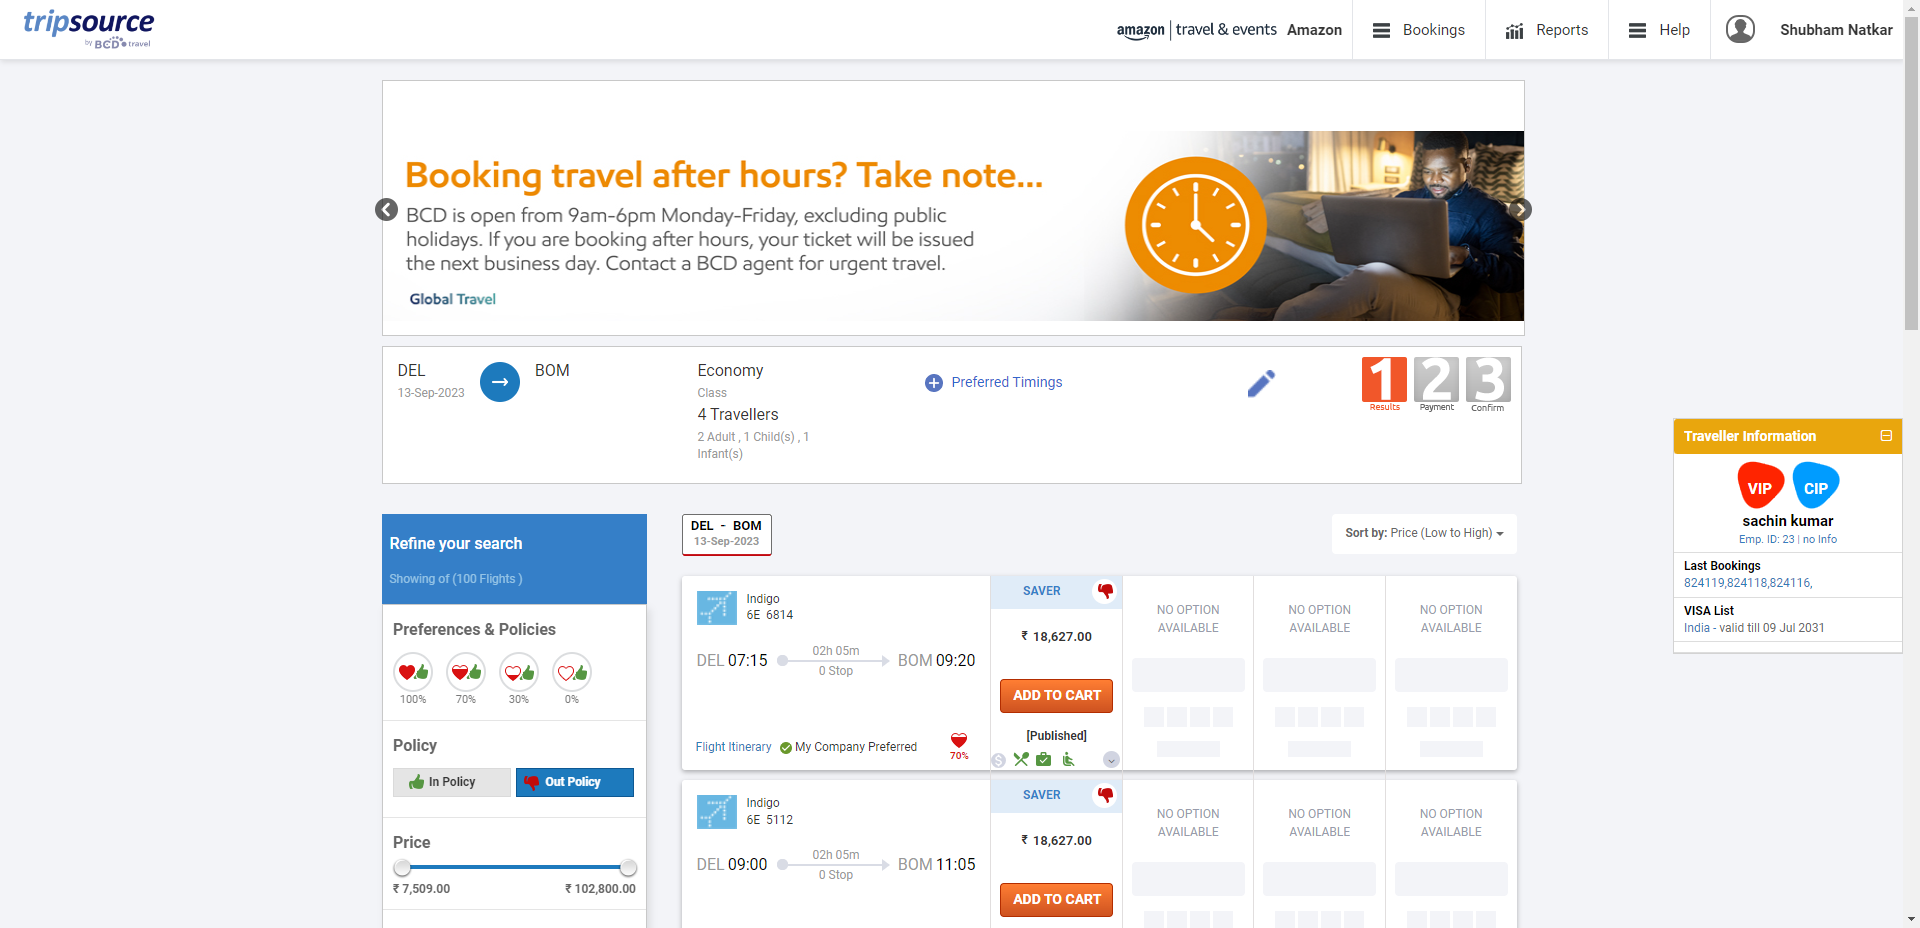 tripsource
by BCD travel
amazon | travel & events Amazon
Bookings
Reports
Help
Shubham Natkar
Booking travel after hours? Take note...
BCD is open from 9am-6pm Monday-Friday, excluding public
holidays. If you are booking after hours, your ticket will be issued
the next business day. Contact a BCD agent for urgent travel.
Global Travel
DEL
13-Sep-2023
BOM
Economy
Class
4 Travellers
2 Adult , 1 Child(s) , 1
Infant(s)
Preferred Timings
1 2 3
Results Payment Confirm
Traveller Information
VIP CIP
sachin kumar
Emp. ID: 23 | no Info
Last Bookings
824119,824118,824116,
VISA List
India - valid till 09 Jul 2031
Refine your search
Showing of (100 Flights )
Preferences & Policies
100% 70% 30% 0%
Policy
In Policy
Out Policy
Price
₹ 7,509.00 ₹ 102,800.00
DEL - BOM
13-Sep-2023
Sort by: Price (Low to High)
Indigo
6E 6814
DEL 07:15
02h 05m
0 Stop
BOM 09:20
Flight Itinerary
My Company Preferred
70%
SAVER
₹ 18,627.00
ADD TO CART
[Published]
NO OPTION
AVAILABLE
NO OPTION
AVAILABLE
NO OPTION
AVAILABLE
Indigo
6E 5112
DEL 09:00
02h 05m
0 Stop
BOM 11:05
SAVER
₹ 18,627.00
ADD TO CART
NO OPTION
AVAILABLE
NO OPTION
AVAILABLE
NO OPTION
AVAILABLE